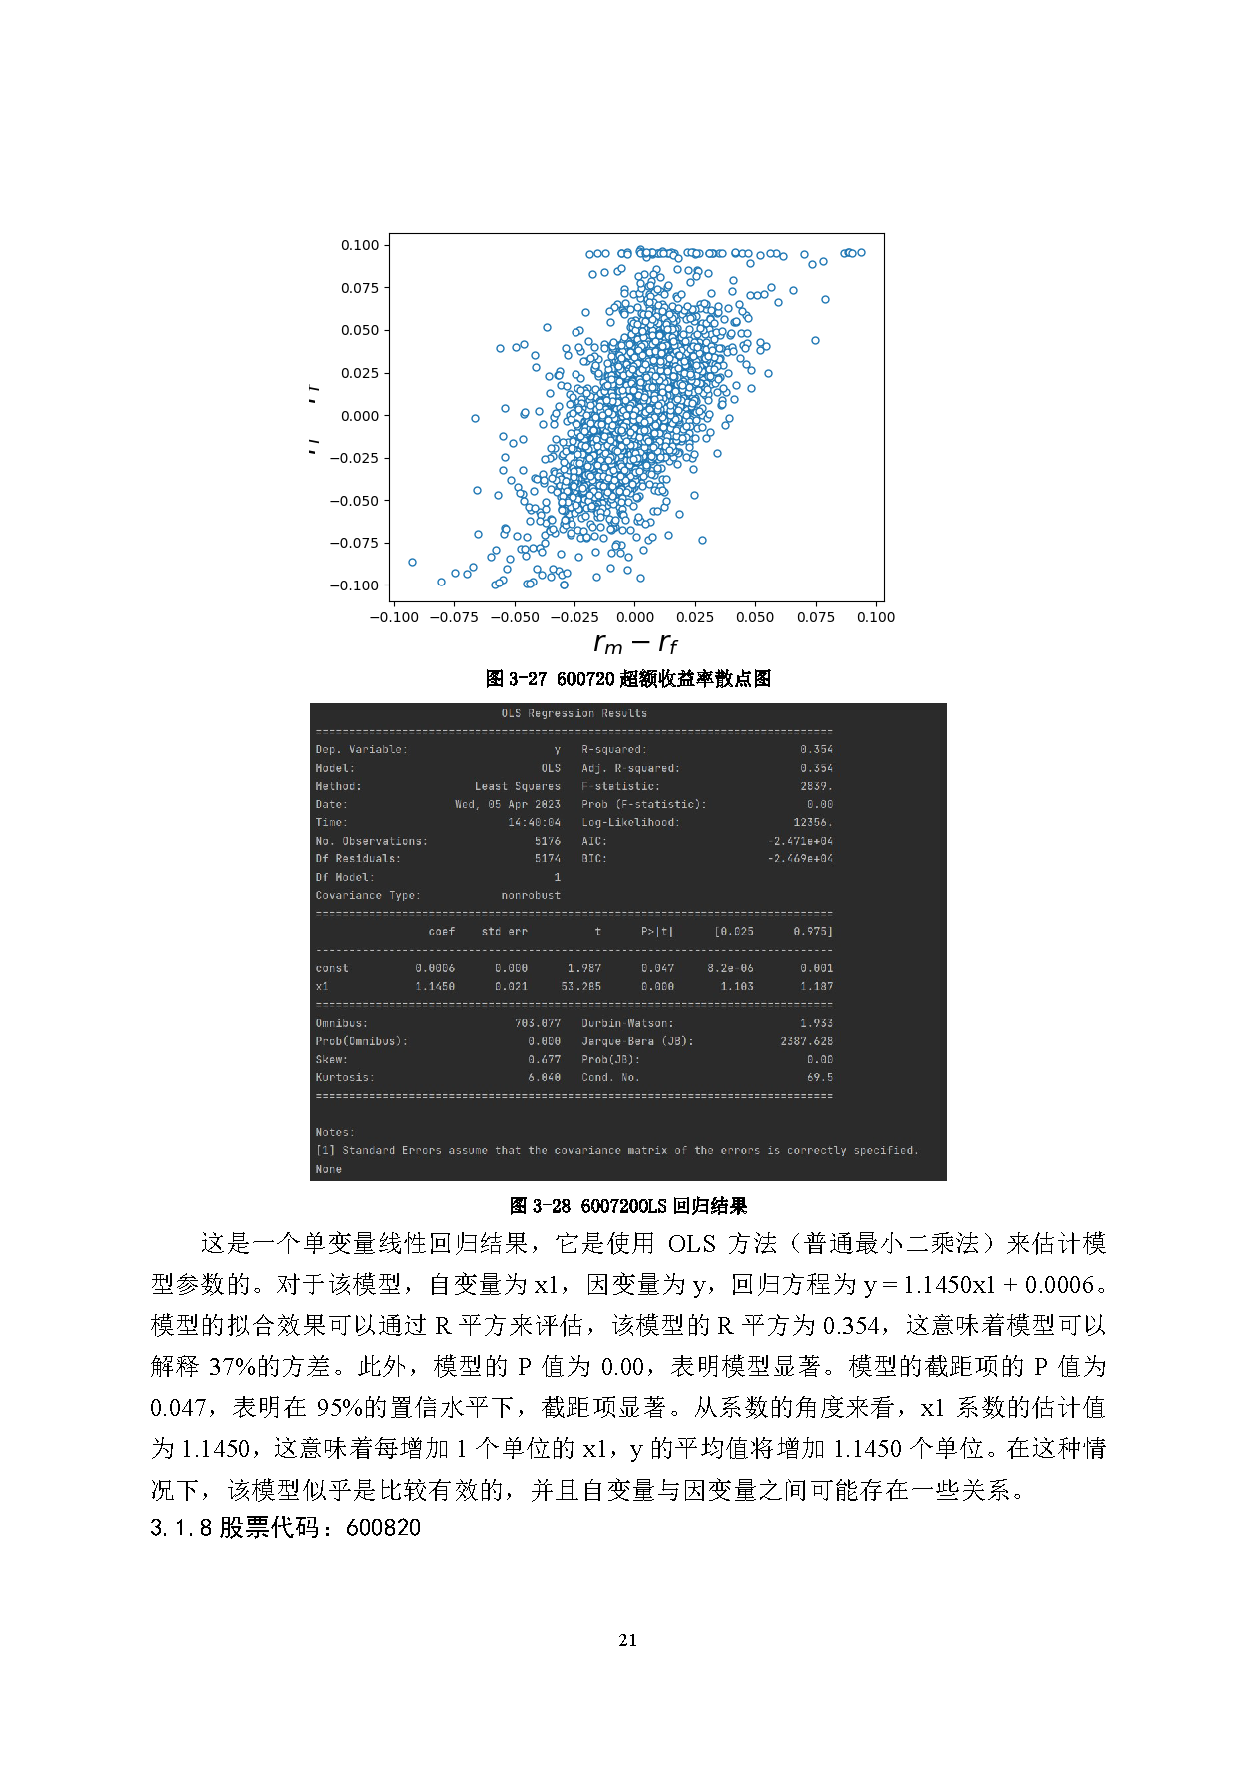 0.100
0.075
0.050
0.025
0.000
−0.025
−0.050
−0.075
−0.100
−0.100 −0.075 −0.050 −0.025 0.000 0.025 0.050 0.075 0.100
rm − rf
图 3-27 600720 超额收益率散点图
OLS Regression Results
==============================================================================
Dep. Variable: y R-squared: 0.354
Model: OLS Adj. R-squared: 0.354
Method: Least Squares F-statistic: 2839.
Date: Wed, 05 Apr 2023 Prob (F-statistic): 0.00
Time: 14:40:04 Log-Likelihood: 12356.
No. Observations: 5176 AIC: -2.471e+04
Df Residuals: 5174 BIC: -2.469e+04
Df Model: 1
Covariance Type: nonrobust
==============================================================================
coef std err t P>|t| [0.025 0.975]
------------------------------------------------------------------------------
const 0.0006 0.000 1.987 0.047 8.2e-06 0.001
x1 1.1450 0.021 53.285 0.000 1.103 1.187
==============================================================================
Omnibus: 703.077 Durbin-Watson: 1.933
Prob(Omnibus): 0.000 Jarque-Bera (JB): 2387.628
Skew: 0.677 Prob(JB): 0.00
Kurtosis: 6.040 Cond. No. 69.5
==============================================================================
Notes:
[1] Standard Errors assume that the covariance matrix of the errors is correctly specified.
None
图 3-28 600720OLS 回归结果
这是一个单变量线性回归结果，它是使用 OLS 方法（普通最小二乘法）来估计模
型参数的。对于该模型，自变量为 x1，因变量为 y，回归方程为 y = 1.1450x1 + 0.0006。
模型的拟合效果可以通过 R 平方来评估，该模型的 R 平方为 0.354，这意味着模型可以
解释 37%的方差。此外，模型的 P 值为 0.00，表明模型显著。模型的截距项的 P 值为
0.047，表明在 95%的置信水平下，截距项显著。从系数的角度来看，x1 系数的估计值
为 1.1450，这意味着每增加 1 个单位的 x1，y 的平均值将增加 1.1450 个单位。在这种情
况下，该模型似乎是比较有效的，并且自变量与因变量之间可能存在一些关系。
3.1.8 股票代码：600820
21